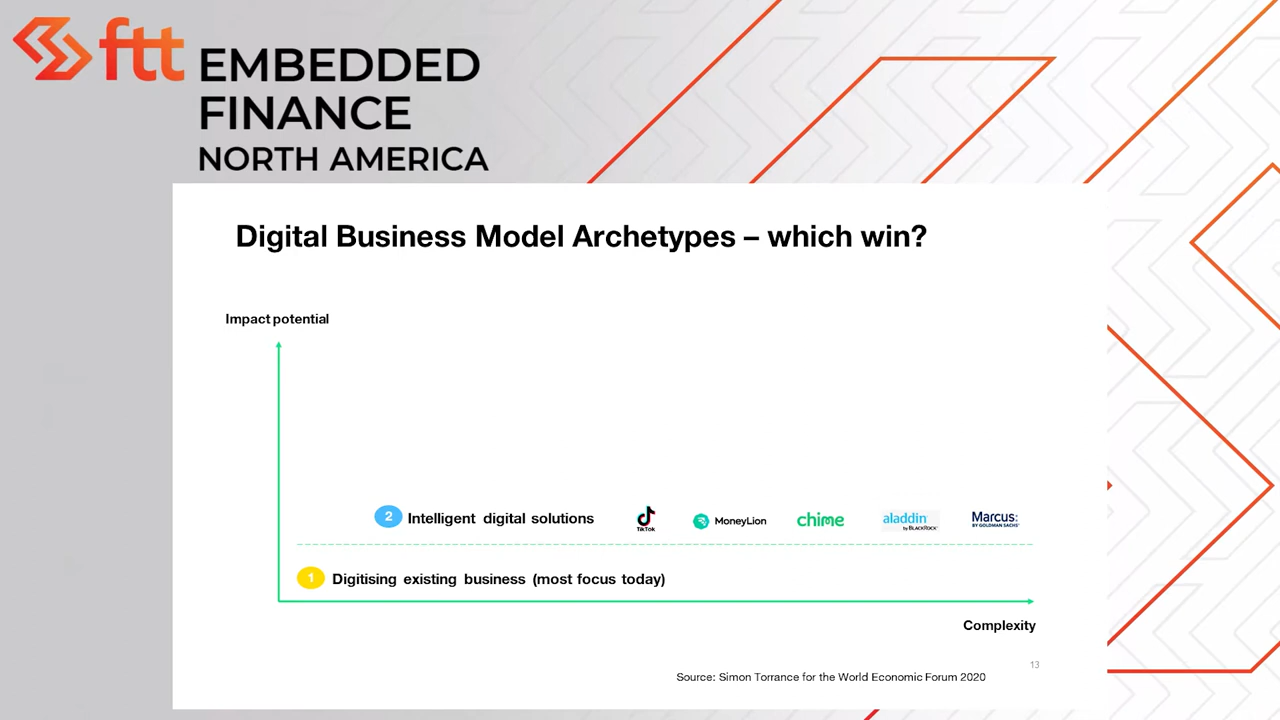 ftt
EMBEDDED
FINANCE
NORTH AMERICA
Digital Business Model Archetypes – which win?
Impact potential
2 Intelligent digital solutions
TikTok
MoneyLion
chime
aladdin
by BLACKROCK
Marcus:
BY GOLDMAN SACHS
1 Digitising existing business (most focus today)
Complexity
13
Source: Simon Torrance for the World Economic Forum 2020